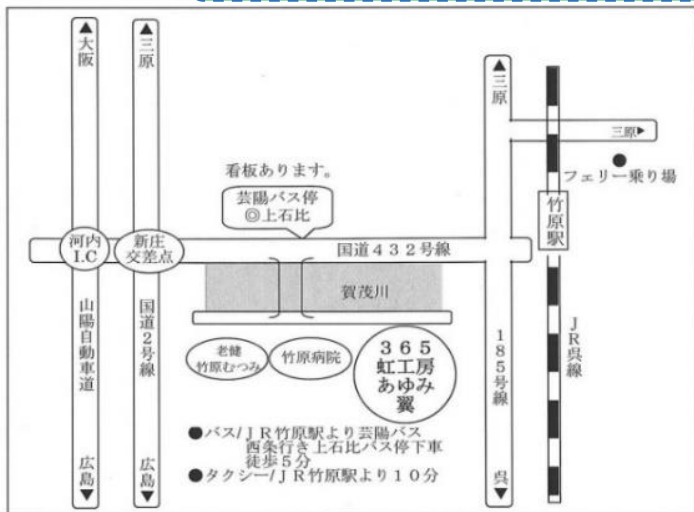 ▲大阪
▲三原
▲三原
三原▶
●
フェリー乗り場
看板あります。
芸陽バス停
◎上石比
竹原駅
河内
I.C
新庄
交差点
国道432号線
賀茂川
山陽自動車道
国道2号線
185号線
JR呉線
老健
竹原むつみ
竹原病院
365
虹工房
あゆみ
翼
●バス/JR竹原駅より芸陽バス
西条行き上石比バス停下車
徒歩5分
●タクシー/JR竹原駅より10分
広島▼
広島▼
呉▼